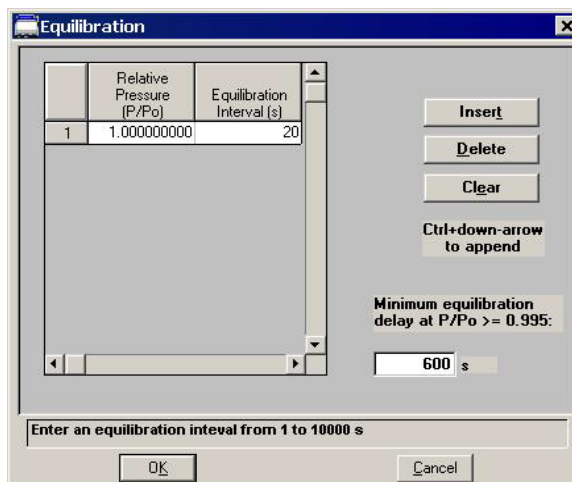 Equilibration
Relative
Pressure
(P/Po)
Equilibration
Interval (s)
1 1.000000000 20
Insert
Delete
Clear
Ctrl+down-arrow
to append
Minimum equilibration
delay at P/Po >= 0.995:
600 s
Enter an equilibration inteval from 1 to 10000 s
OK Cancel